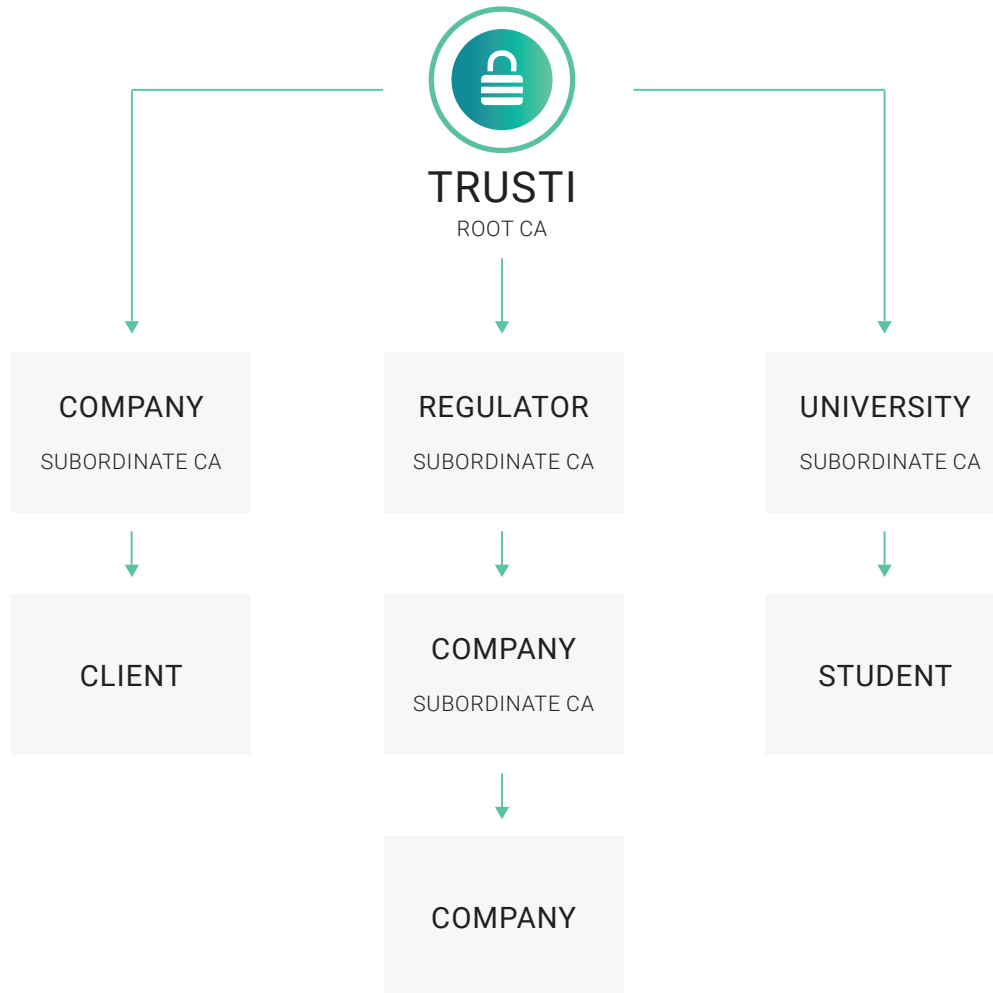 TRUSTI
ROOT CA
COMPANY
SUBORDINATE CA
REGULATOR
SUBORDINATE CA
UNIVERSITY
SUBORDINATE CA
CLIENT
COMPANY
SUBORDINATE CA
STUDENT
COMPANY